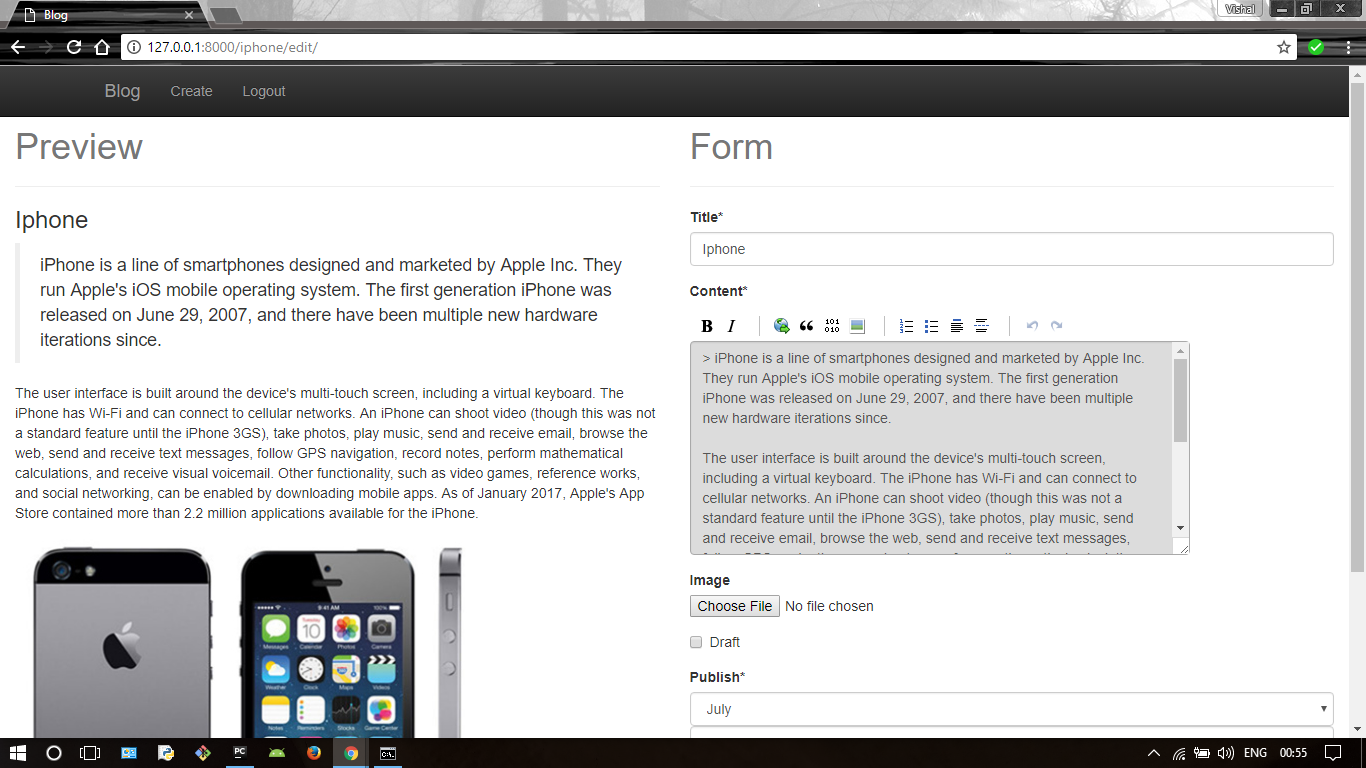 Blog
Vishal
127.0.0.1:8000/iphone/edit/
Blog Create Logout
Preview
Iphone
iPhone is a line of smartphones designed and marketed by Apple Inc. They
run Apple's iOS mobile operating system. The first generation iPhone was
released on June 29, 2007, and there have been multiple new hardware
iterations since.
The user interface is built around the device's multi-touch screen, including a virtual keyboard. The
iPhone has Wi-Fi and can connect to cellular networks. An iPhone can shoot video (though this was not
a standard feature until the iPhone 3GS), take photos, play music, send and receive email, browse the
web, send and receive text messages, follow GPS navigation, record notes, perform mathematical
calculations, and receive visual voicemail. Other functionality, such as video games, reference works,
and social networking, can be enabled by downloading mobile apps. As of January 2017, Apple's App
Store contained more than 2.2 million applications available for the iPhone.
9:41 AM 100%
Messages Calendar Photos Camera
Weather Clock Maps Videos
Notes Reminders Stocks Game Center
Tuesday
10
Form
Title*
Iphone
Content*
B I
101
010
> iPhone is a line of smartphones designed and marketed by Apple Inc.
They run Apple's iOS mobile operating system. The first generation
iPhone was released on June 29, 2007, and there have been multiple
new hardware iterations since.
The user interface is built around the device's multi-touch screen,
including a virtual keyboard. The iPhone has Wi-Fi and can connect to
cellular networks. An iPhone can shoot video (though this was not a
standard feature until the iPhone 3GS), take photos, play music, send
and receive email, browse the web, send and receive text messages,
Image
Choose File No file chosen
Draft
Publish*
July
PC
C:\.
ENG 00:55